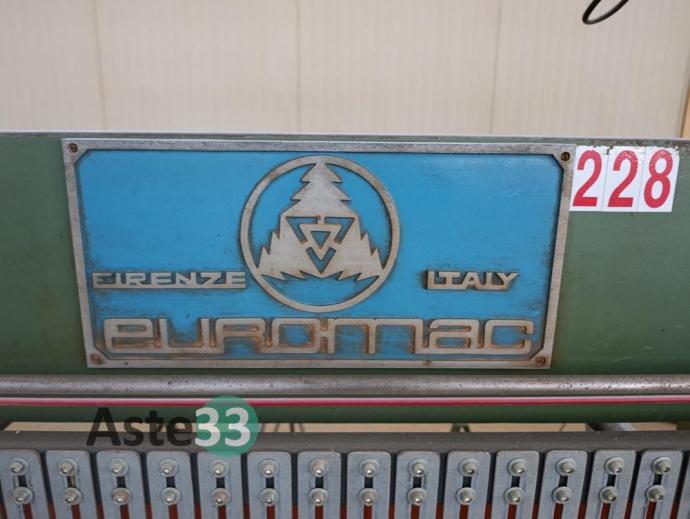 228
FIRENZE ITALY
euromac
Aste33